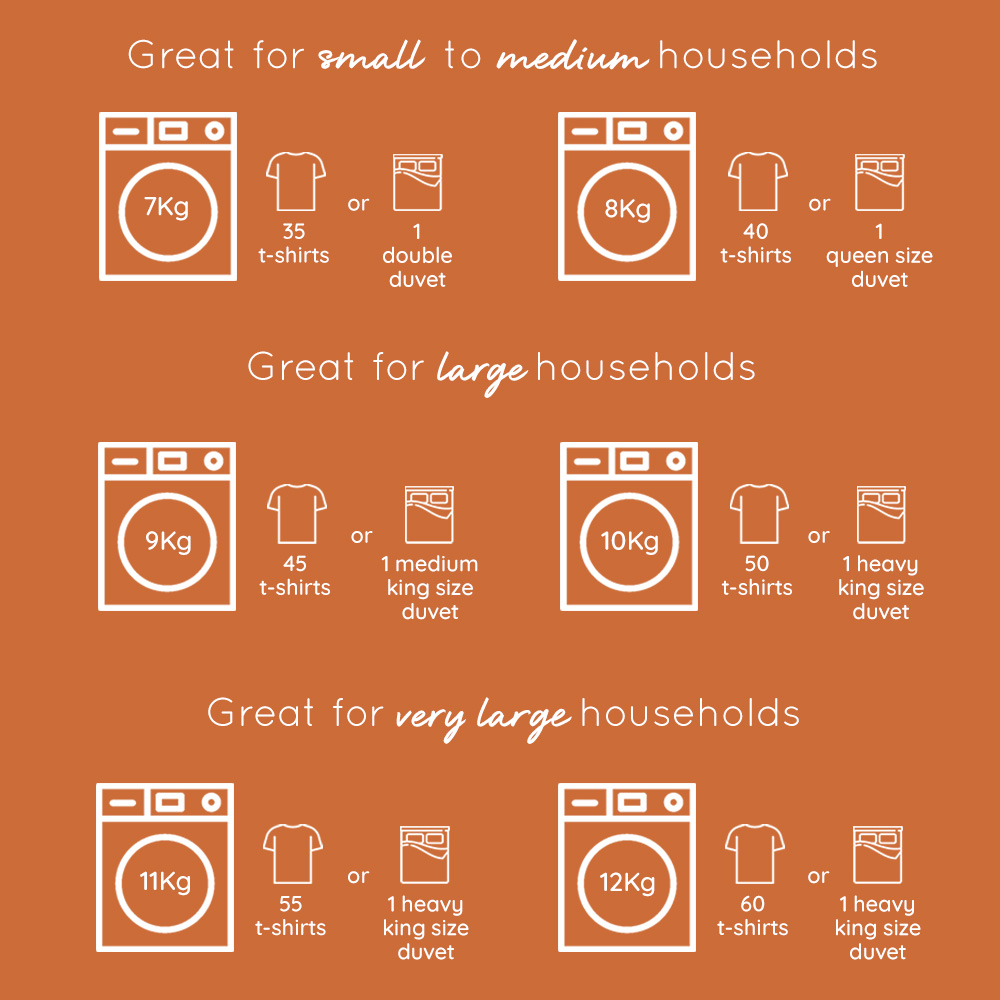 Great for small to medium households
7Kg
35
t-shirts
or
1
double
duvet
8Kg
40
t-shirts
or
1
queen size
duvet
Great for large households
9Kg
45
t-shirts
or
1 medium
king size
duvet
10Kg
50
t-shirts
or
1 heavy
king size
duvet
Great for very large households
11Kg
55
t-shirts
or
1 heavy
king size
duvet
12Kg
60
t-shirts
or
1 heavy
king size
duvet